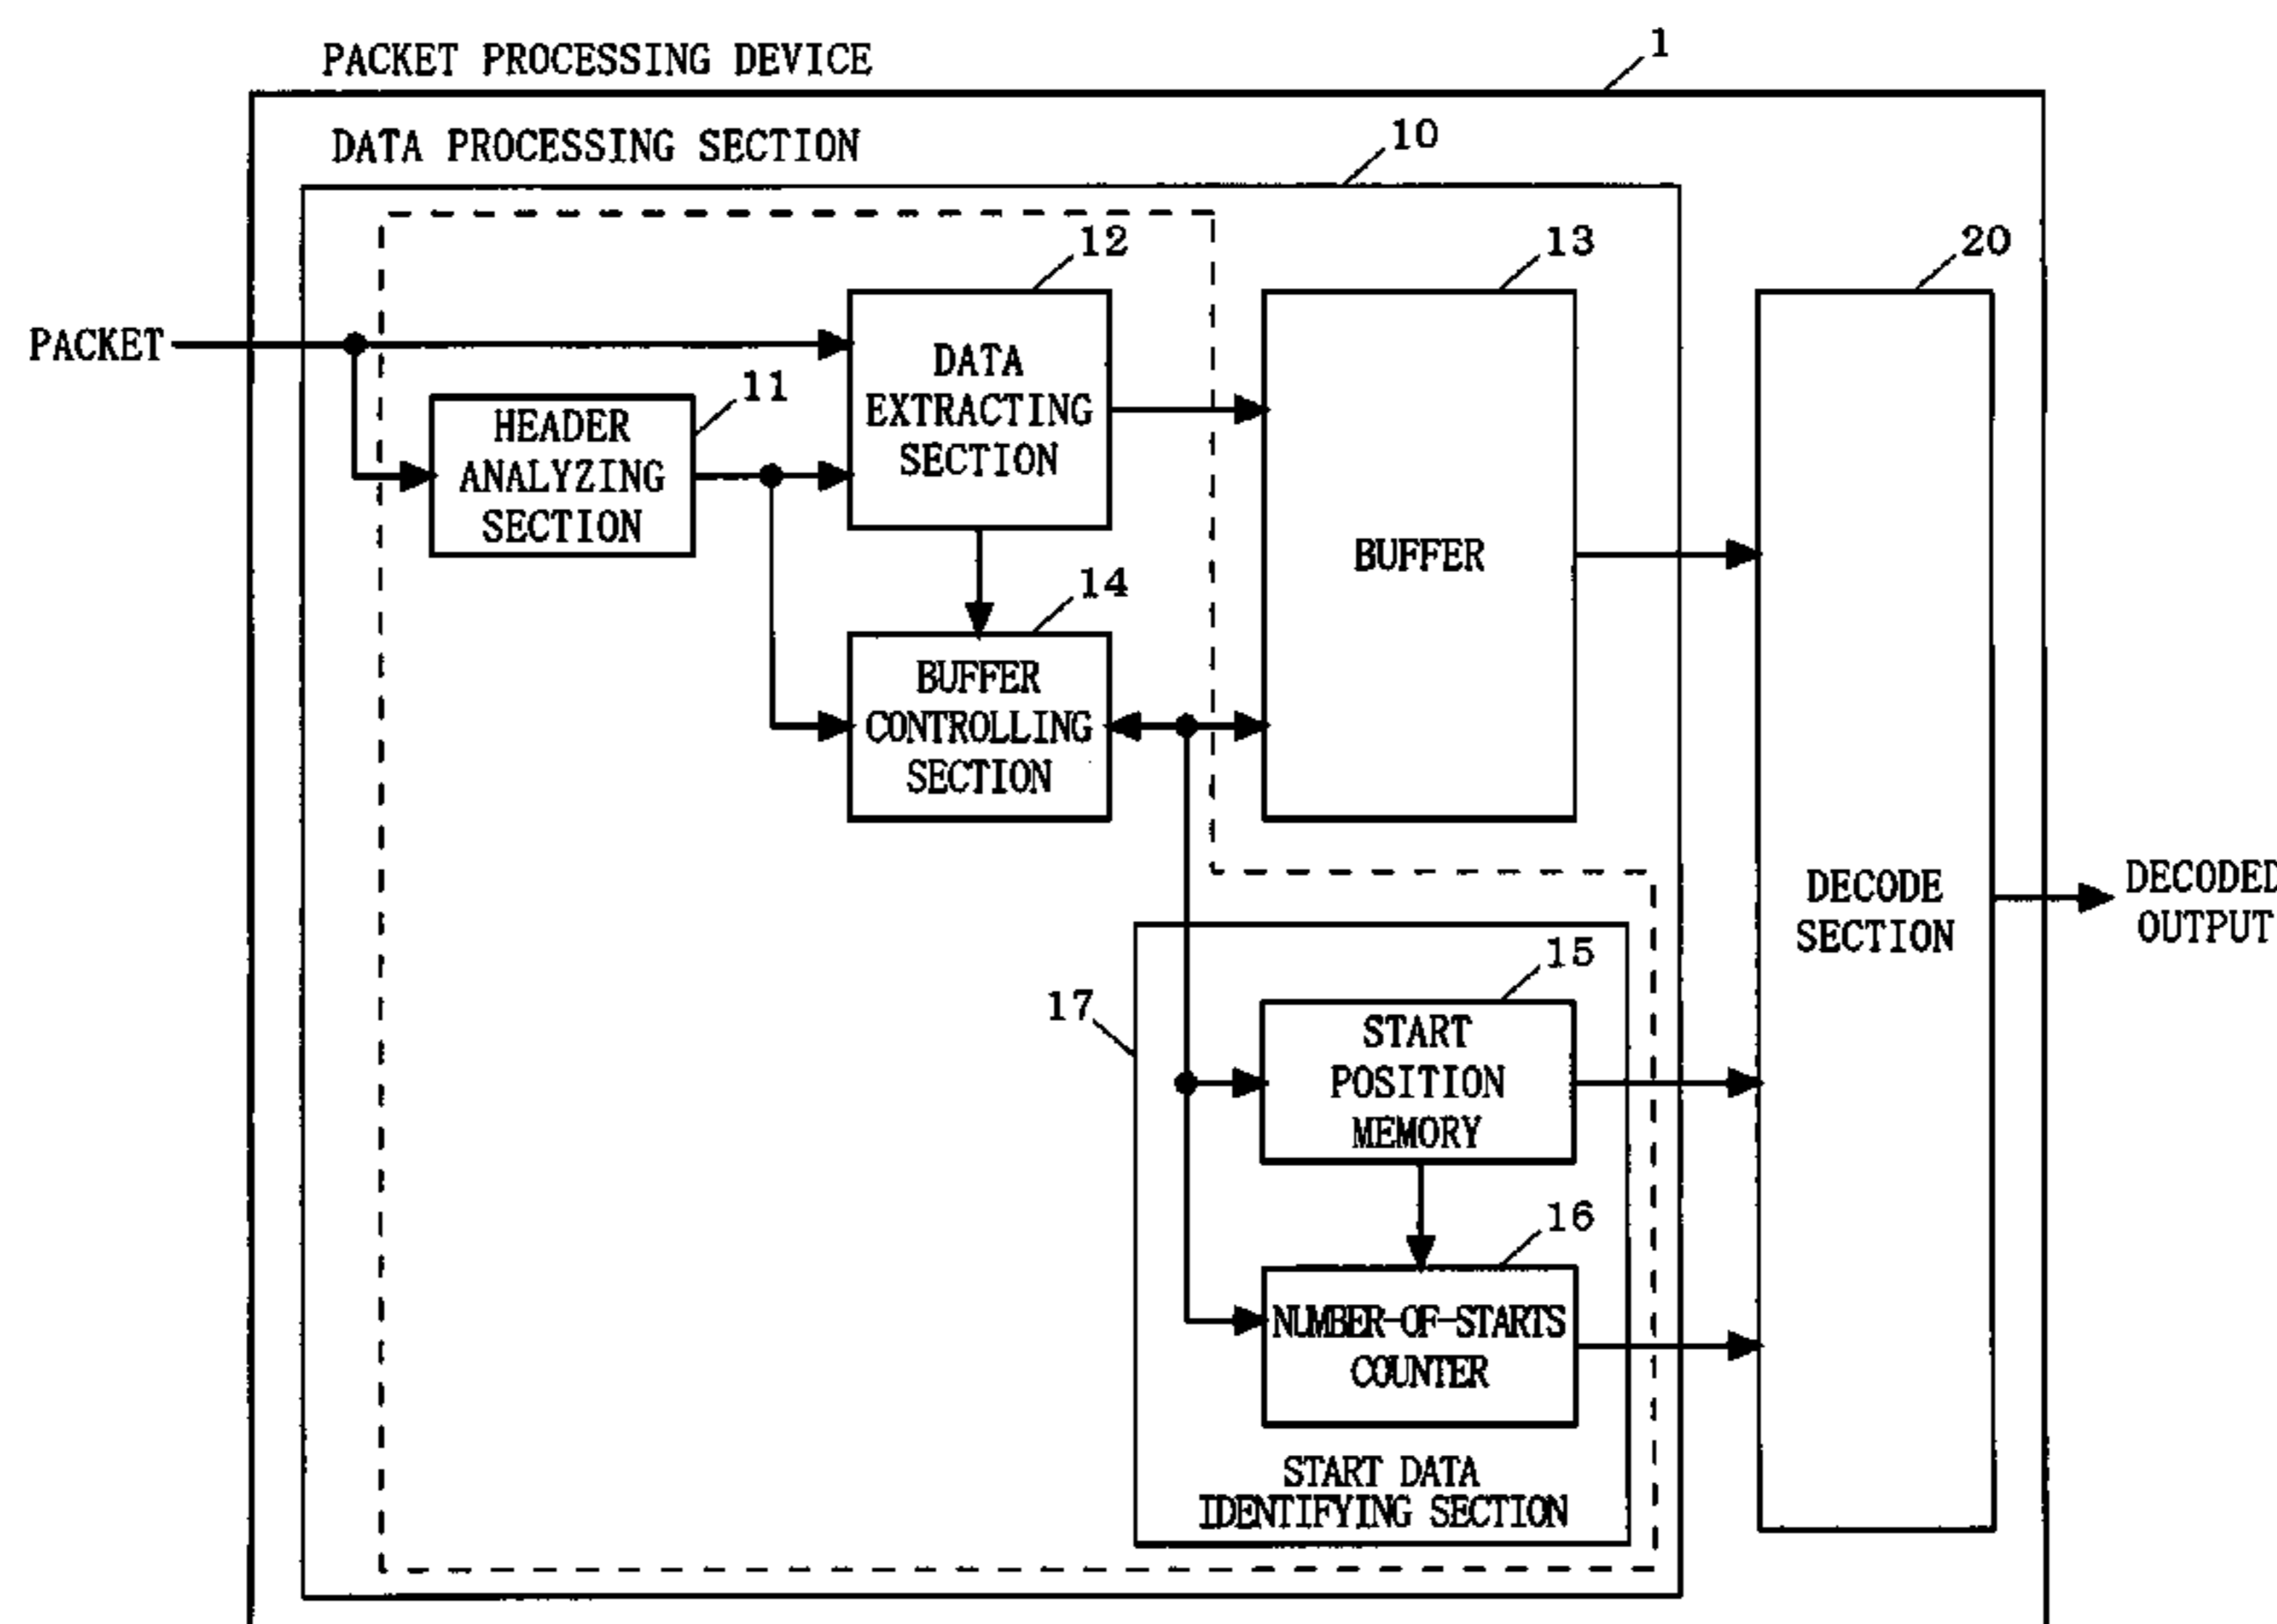 PACKET PROCESSING DEVICE
1
DATA PROCESSING SECTION
10
12
13
20
PACKET
DATA
EXTRACTING
SECTION
11
HEADER
ANALYZING
SECTION
BUFFER
14
BUFFER
CONTROLLING
SECTION
DECODE
SECTION
DECODED
OUTPUT
15
17
START
POSITION
MEMORY
16
NUMBER-OF-STARTS
COUNTER
START DATA
IDENTIFYING SECTION